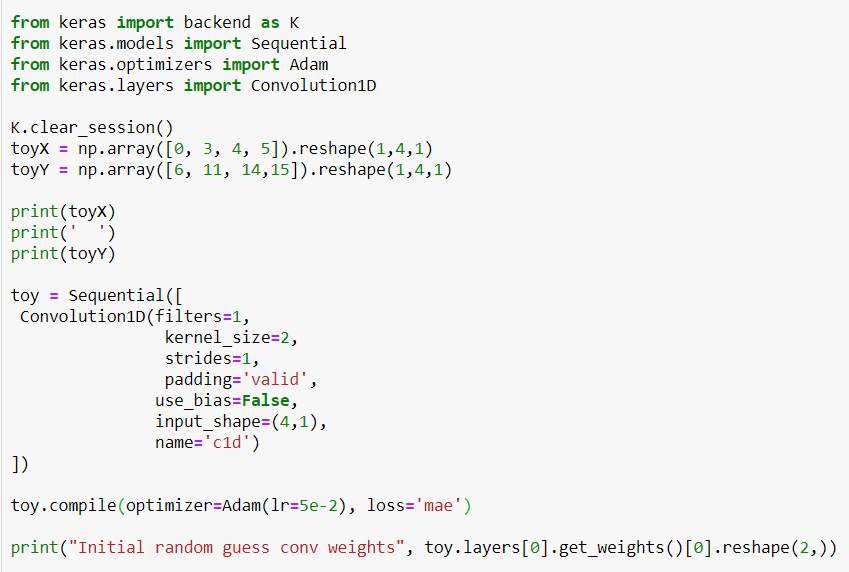 from keras import backend as K
from keras.models import Sequential
from keras.optimizers import Adam
from keras.layers import Convolution1D
K.clear_session()
toyX = np.array([0, 3, 4, 5]).reshape(1,4,1)
toyY = np.array([6, 11, 14,15]).reshape(1,4,1)
print(toyX)
print('  ')
print(toyY)
toy = Sequential([
 Convolution1D(filters=1,
                kernel_size=2,
                strides=1,
                padding='valid',
               use_bias=False,
               input_shape=(4,1),
               name='c1d')
])
toy.compile(optimizer=Adam(lr=5e-2), loss='mae')
print("Initial random guess conv weights", toy.layers[0].get_weights()[0].reshape(2,))